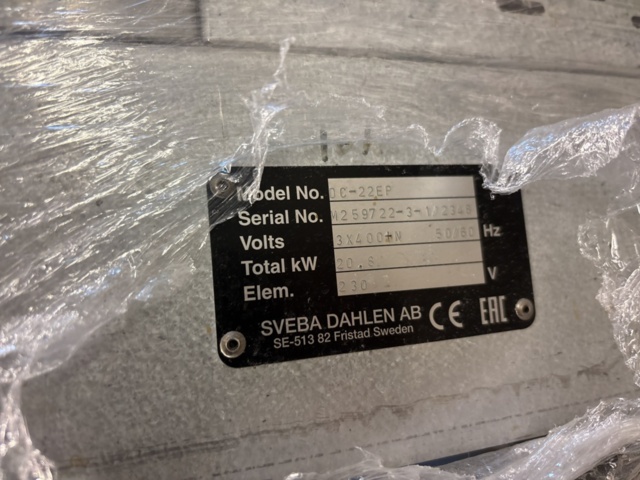 Model No. DC-22EP
Serial No. M259722-3-1/2348
Volts 3X400+N 50/60 Hz
Total kW
Elem. 230 V
SVEBA DAHLEN AB CE EAC
SE-513 82 Fristad Sweden